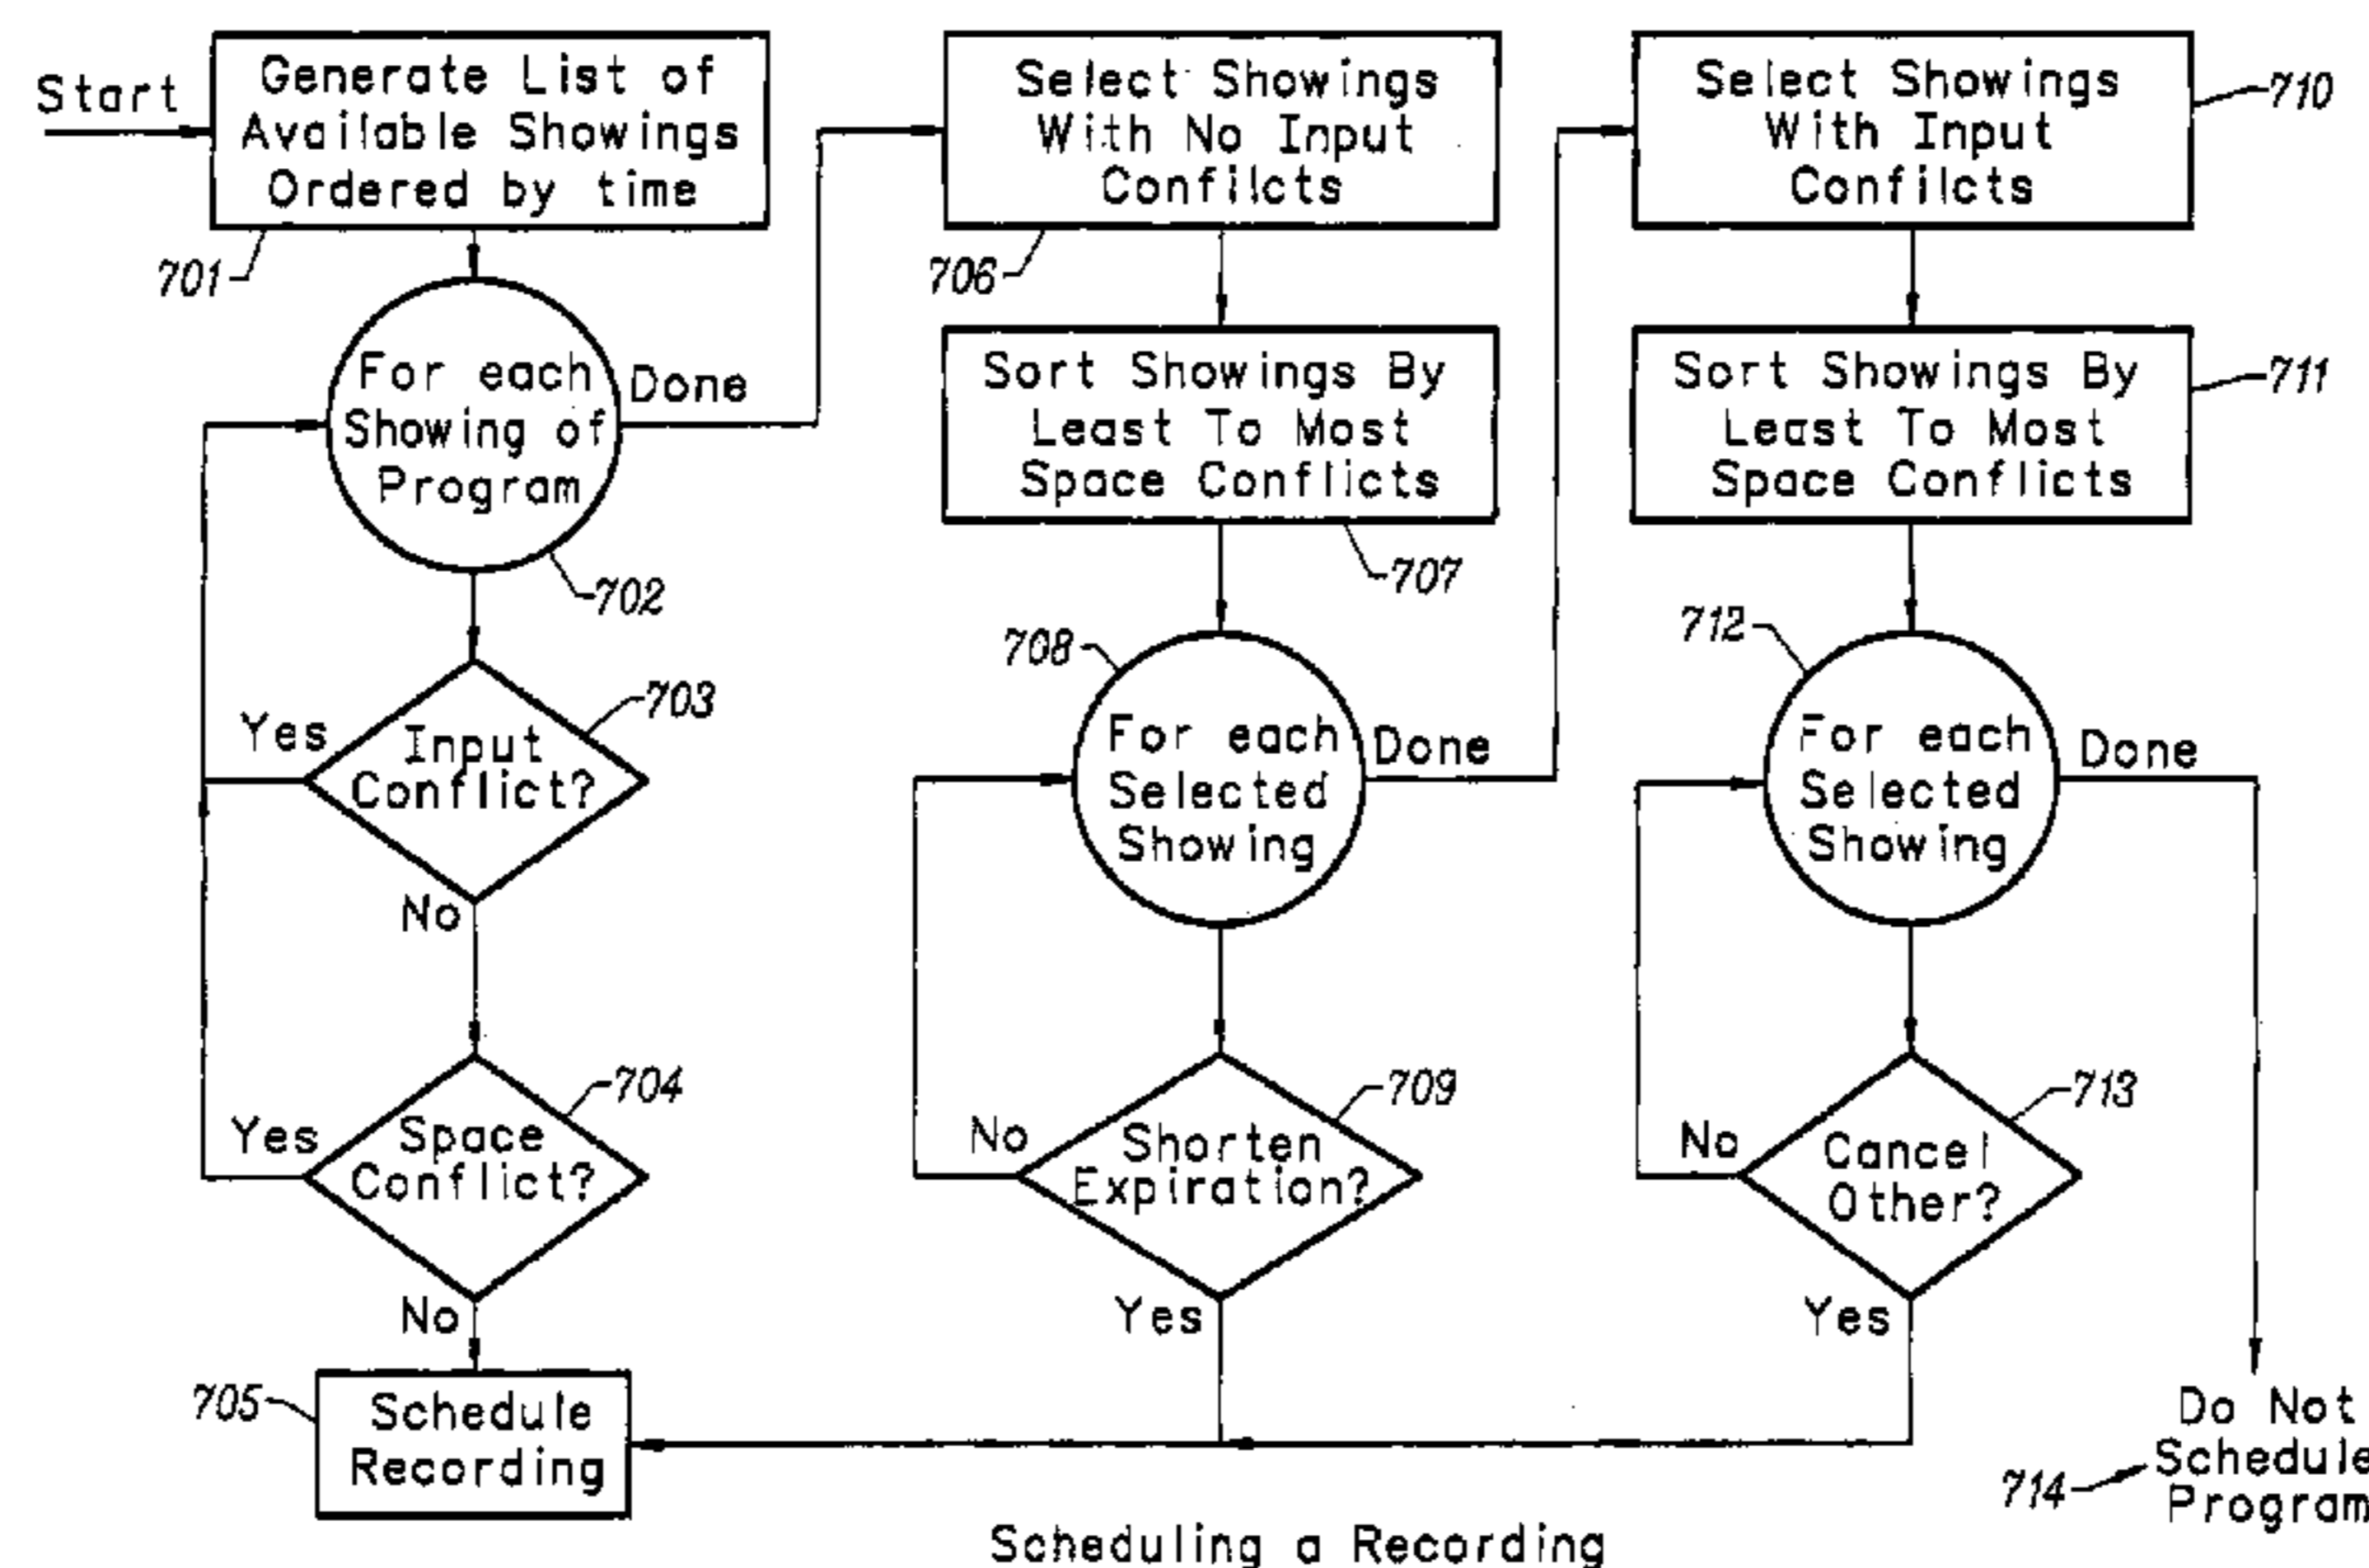 Start
Generate List of
Available Showings
Ordered by time
701
For each
Showing of
Program
Done
702
Input
Conflict?
703
Yes
No
Space
Conflict?
704
Yes
No
Schedule
Recording
705
Select Showings
With No Input
Confilcts
706
Sort Showings By
Least To Most
Space Conflicts
707
708
For each
Selected
Showing
Done
Shorten
Expiration?
709
No
Yes
Select Showings
With Input
Confilcts
710
Sort Showings By
Least To Most
Space Conflicts
711
712
For each
Selected
Showing
Done
Cancel
Other?
713
No
Yes
Do Not
Schedule
Program
714
Scheduling a Recording